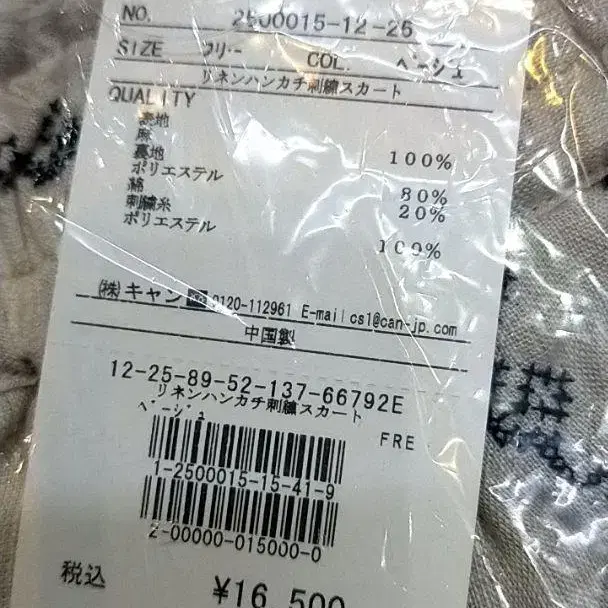 NO. 2500015-12-25
SIZE フリー COL. ベージュ
リネンハンカチ刺繍スカート
QUALITY
表地
麻 100%
裏地
ポリエステル 80%
綿 20%
刺繍糸
ポリエステル 100%
㈱キャン 0120-112961 E-mail cs1@can-jp.com
中国製
12-25-89-52-137-66792E
リネンハンカチ刺繍スカート
ベージュ FRE
1-2500015-15-41-9
2-00000-015000-0
税込 ¥16,500